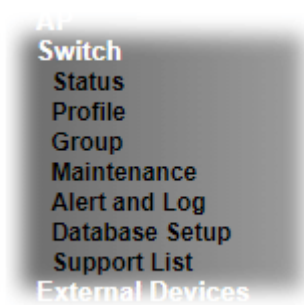 AP
Switch
Status
Profile
Group
Maintenance
Alert and Log
Database Setup
Support List
External Devices